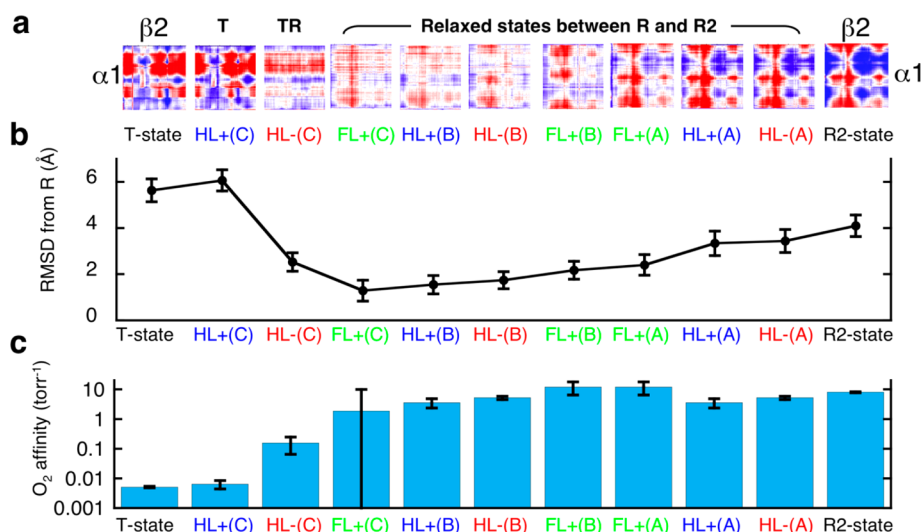 a
β2 T TR Relaxed states between R and R2 β2
α1 α1
T-state HL+(C) HL-(C) FL+(C) HL+(B) HL-(B) FL+(B) FL+(A) HL+(A) HL-(A) R2-state
b
RMSD from R (Å)
6
4
2
0
T-state HL+(C) HL-(C) FL+(C) HL+(B) HL-(B) FL+(B) FL+(A) HL+(A) HL-(A) R2-state
c
O2 affinity (torr-1)
10
1
0.1
0.01
0.001
T-state HL+(C) HL-(C) FL+(C) HL+(B) HL-(B) FL+(B) FL+(A) HL+(A) HL-(A) R2-state